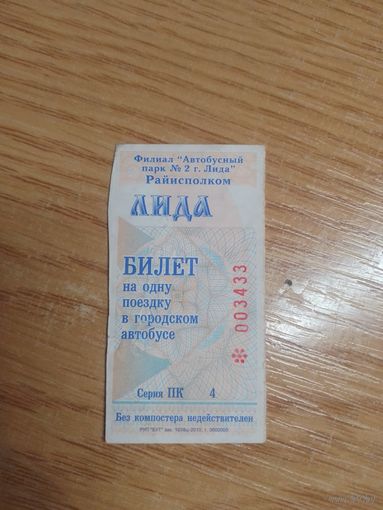 Филиал "Автобусный
парк № 2 г. Лида"
Райисполком
ЛИДА
БИЛЕТ
на одну
поездку
в городском
автобусе
003433
Серия ПК 4
Без компостера недействителен